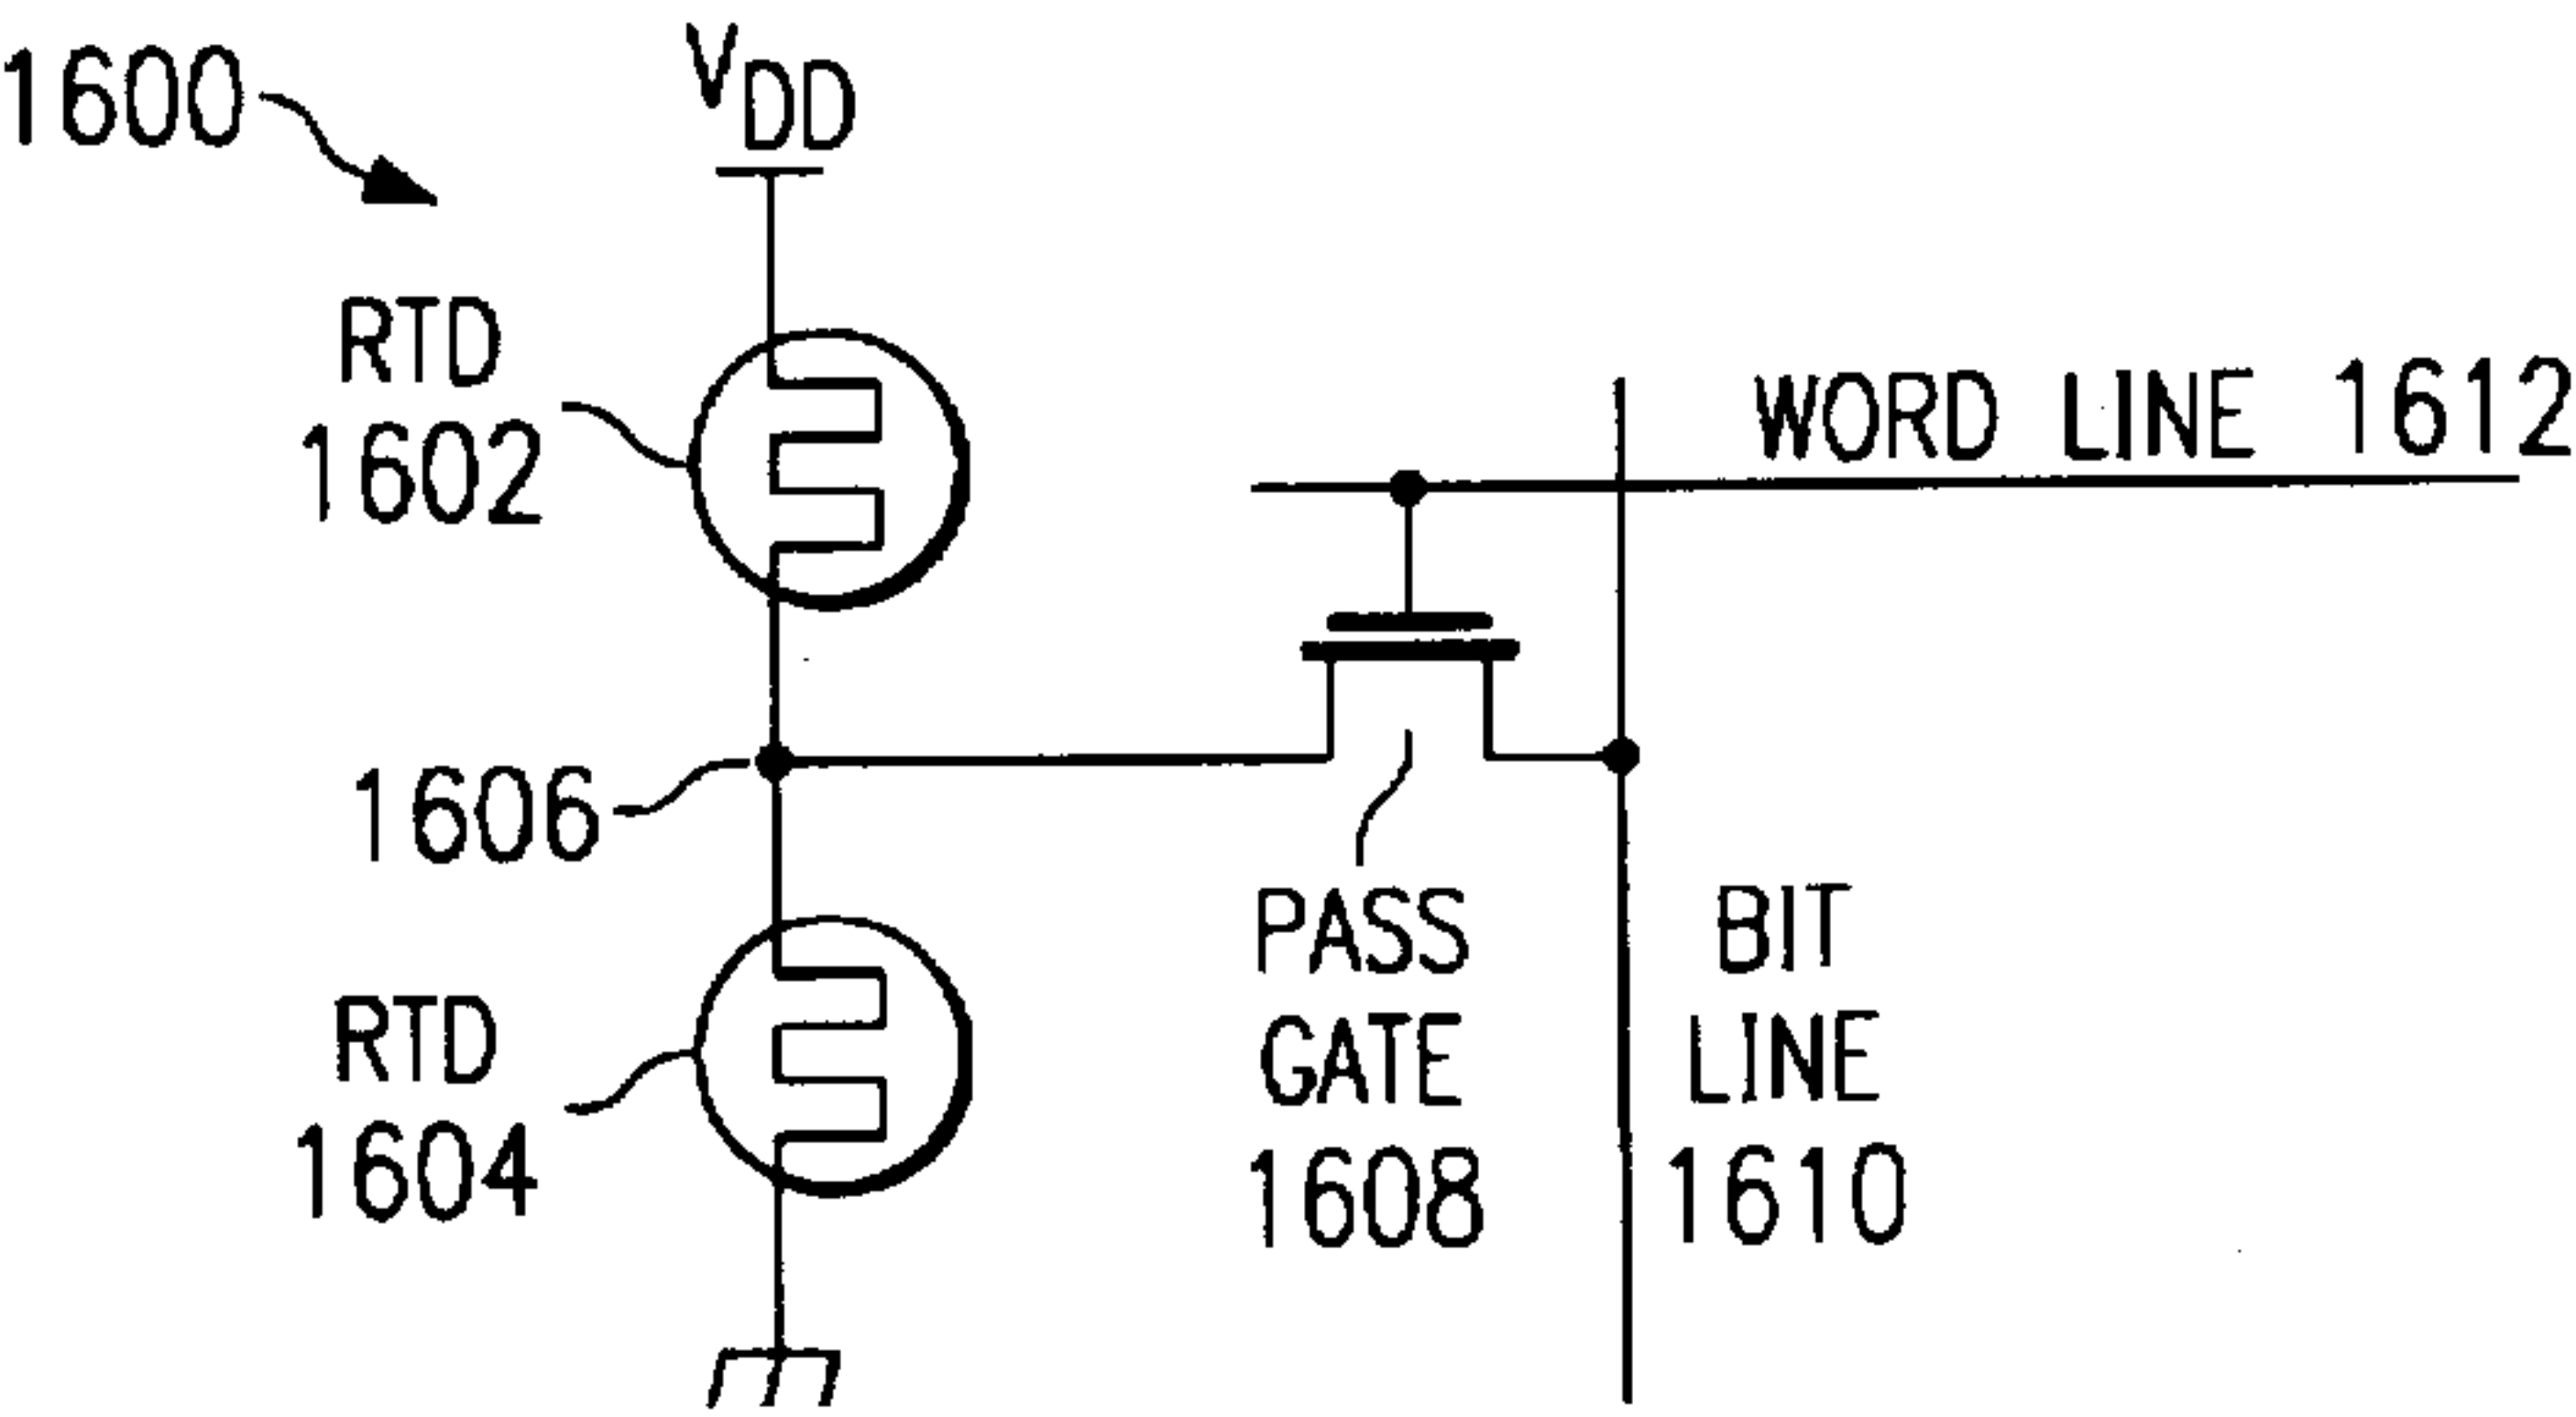 1600
VDD
RTD
1602
WORD LINE 1612
1606
PASS
GATE
1608
BIT
LINE
1610
RTD
1604